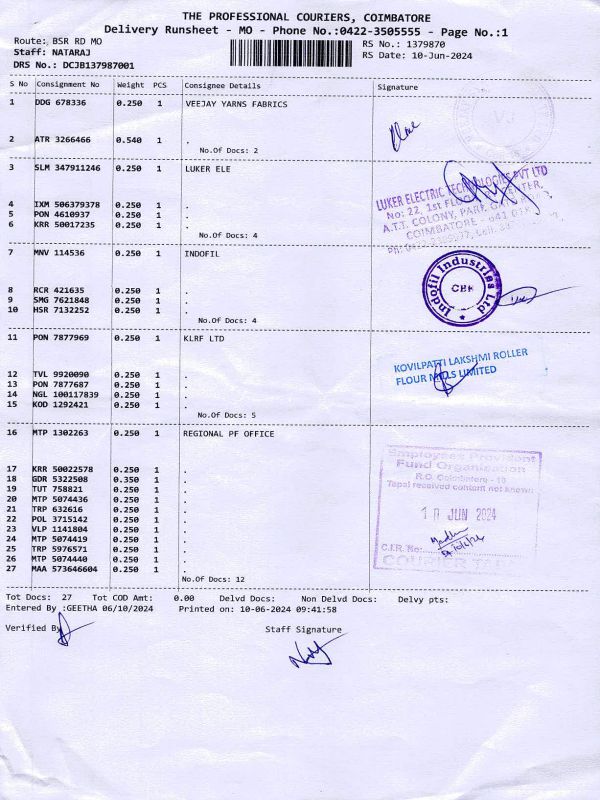 THE PROFESSIONAL COURIERS, COIMBATORE
Delivery Runsheet - MO - Phone No.:0422-3505555 - Page No.:1
Route: BSR RD MO
Staff: NATARAJ
DRS No.: DCJB137987001
RS No.: 1379870
RS Date: 10-Jun-2024
S No Consignment No Weight PCS Consignee Details Signature
1 DDG 678336 0.250 1 VEEJAY YARNS FABRICS
VJ
2 ATR 3266466 0.540 1 .
No.Of Docs: 2
3 SLM 347911246 0.250 1 LUKER ELE
LUKER ELECTRIC TECHNOLOGIES PVT LTD
No: 22, 1st FLOOR
A.T.T. COLONY, PARK GATE
COIMBATORE - 641 018
4 IXM 506379378 0.250 1 .
5 PON 4610937 0.250 1 .
6 KRR 50017235 0.250 1 .
No.Of Docs: 4
7 MNV 114536 0.250 1 INDOFIL
Indofil Industries Ltd
CBE
8 RCR 421635 0.250 1 .
9 SMG 7621848 0.250 1 .
10 HSR 7132252 0.250 1 .
No.Of Docs: 4
11 PON 7877969 0.250 1 KLRF LTD
KOVILPATTI LAKSHMI ROLLER
FLOUR MILLS LIMITED
12 TVL 9920090 0.250 1 .
13 PON 7877687 0.250 1 .
14 NGL 100117839 0.250 1 .
15 KOD 1292421 0.250 1 .
No.Of Docs: 5
16 MTP 1302263 0.250 1 REGIONAL PF OFFICE
Employees Provident
Fund Organisation
R.O. Coimbatore - 18
Tapal received content not known
10 JUN 2024
C.I.R. No:
COURIER TAPAL
17 KRR 50022578 0.250 1 .
18 GDR 5322508 0.350 1 .
19 TUT 758821 0.250 1 .
20 MTP 5074436 0.250 1 .
21 TRP 632616 0.250 1 .
22 POL 3715142 0.250 1 .
23 VLP 1141804 0.250 1 .
24 MTP 5074419 0.250 1 .
25 TRP 5976571 0.250 1 .
26 MTP 5074440 0.250 1 .
27 MAA 573646604 0.250 1 .
No.Of Docs: 12
Tot Docs: 27 Tot COD Amt: 0.00 Delvd Docs: Non Delvd Docs: Delvy pts:
Entered By :GEETHA 06/10/2024 Printed on: 10-06-2024 09:41:58
Verified By
Staff Signature